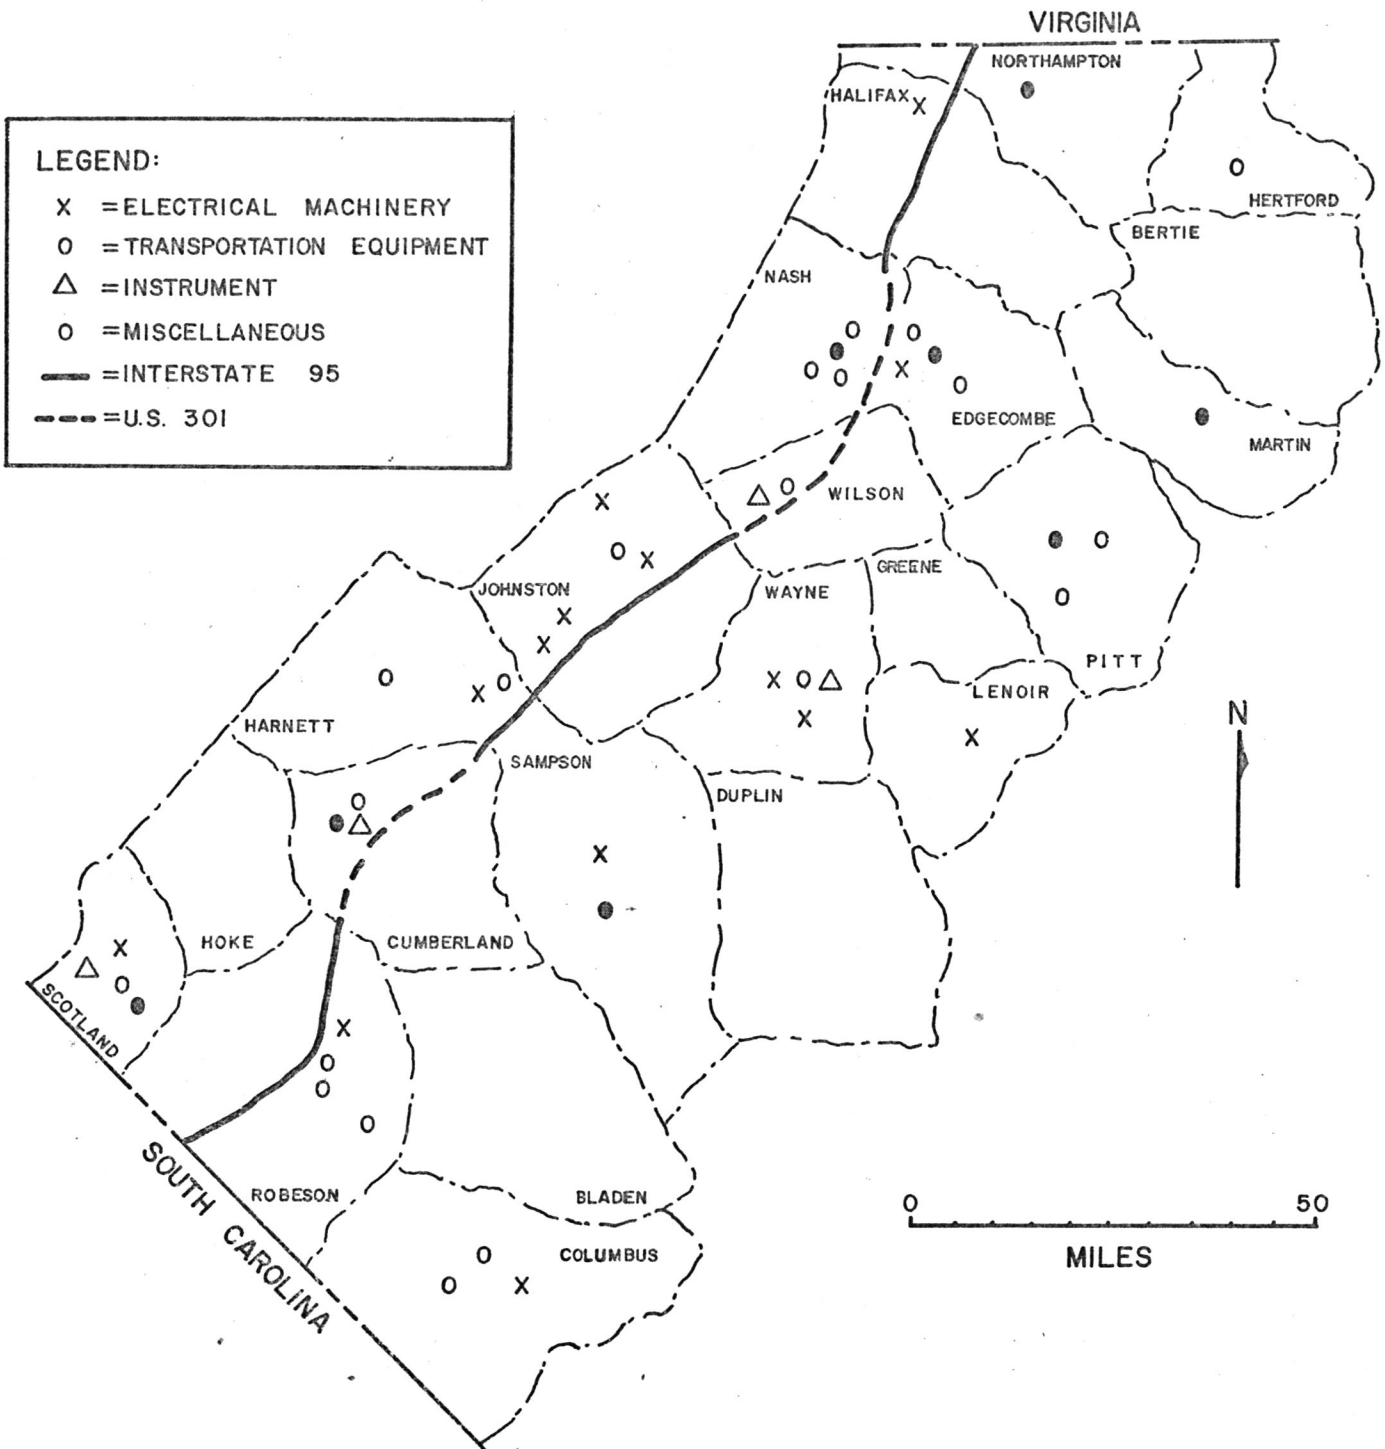 VIRGINIA
NORTHAMPTON
HALIFAX
LEGEND:
X = ELECTRICAL MACHINERY
O = TRANSPORTATION EQUIPMENT
△ = INSTRUMENT
O = MISCELLANEOUS
= INTERSTATE 95
= U.S. 301
HERTFORD
BERTIE
NASH
EDGECOMBE
MARTIN
WILSON
GREENE
JOHNSTON
WAYNE
PITT
LENOIR
N
HARNETT
SAMPSON
DUPLIN
HOKE
CUMBERLAND
SCOTLAND
SOUTH CAROLINA
ROBESON
BLADEN
COLUMBUS
0 50
MILES